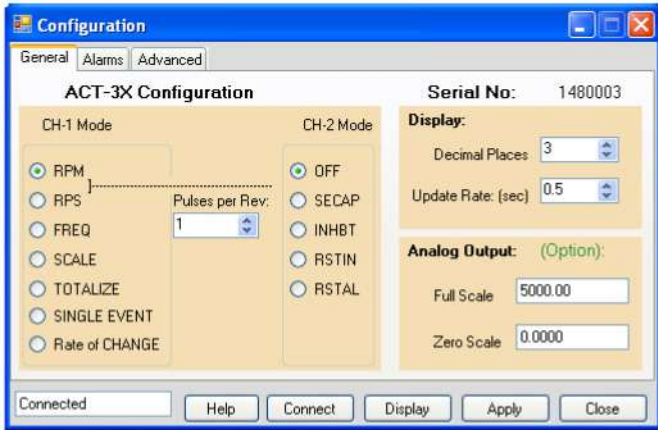 Configuration
General Alarms Advanced
ACT-3X Configuration
Serial No: 1480003
CH-1 Mode
RPM
RPS
FREQ
SCALE
TOTALIZE
SINGLE EVENT
Rate of CHANGE
Pulses per Rev:
1
CH-2 Mode
OFF
SECAP
INHBT
RSTIN
RSTAL
Display:
Decimal Places 3
Update Rate: (sec) 0.5
Analog Output: (Option):
Full Scale 5000.00
Zero Scale 0.0000
Connected Help Connect Display Apply Close